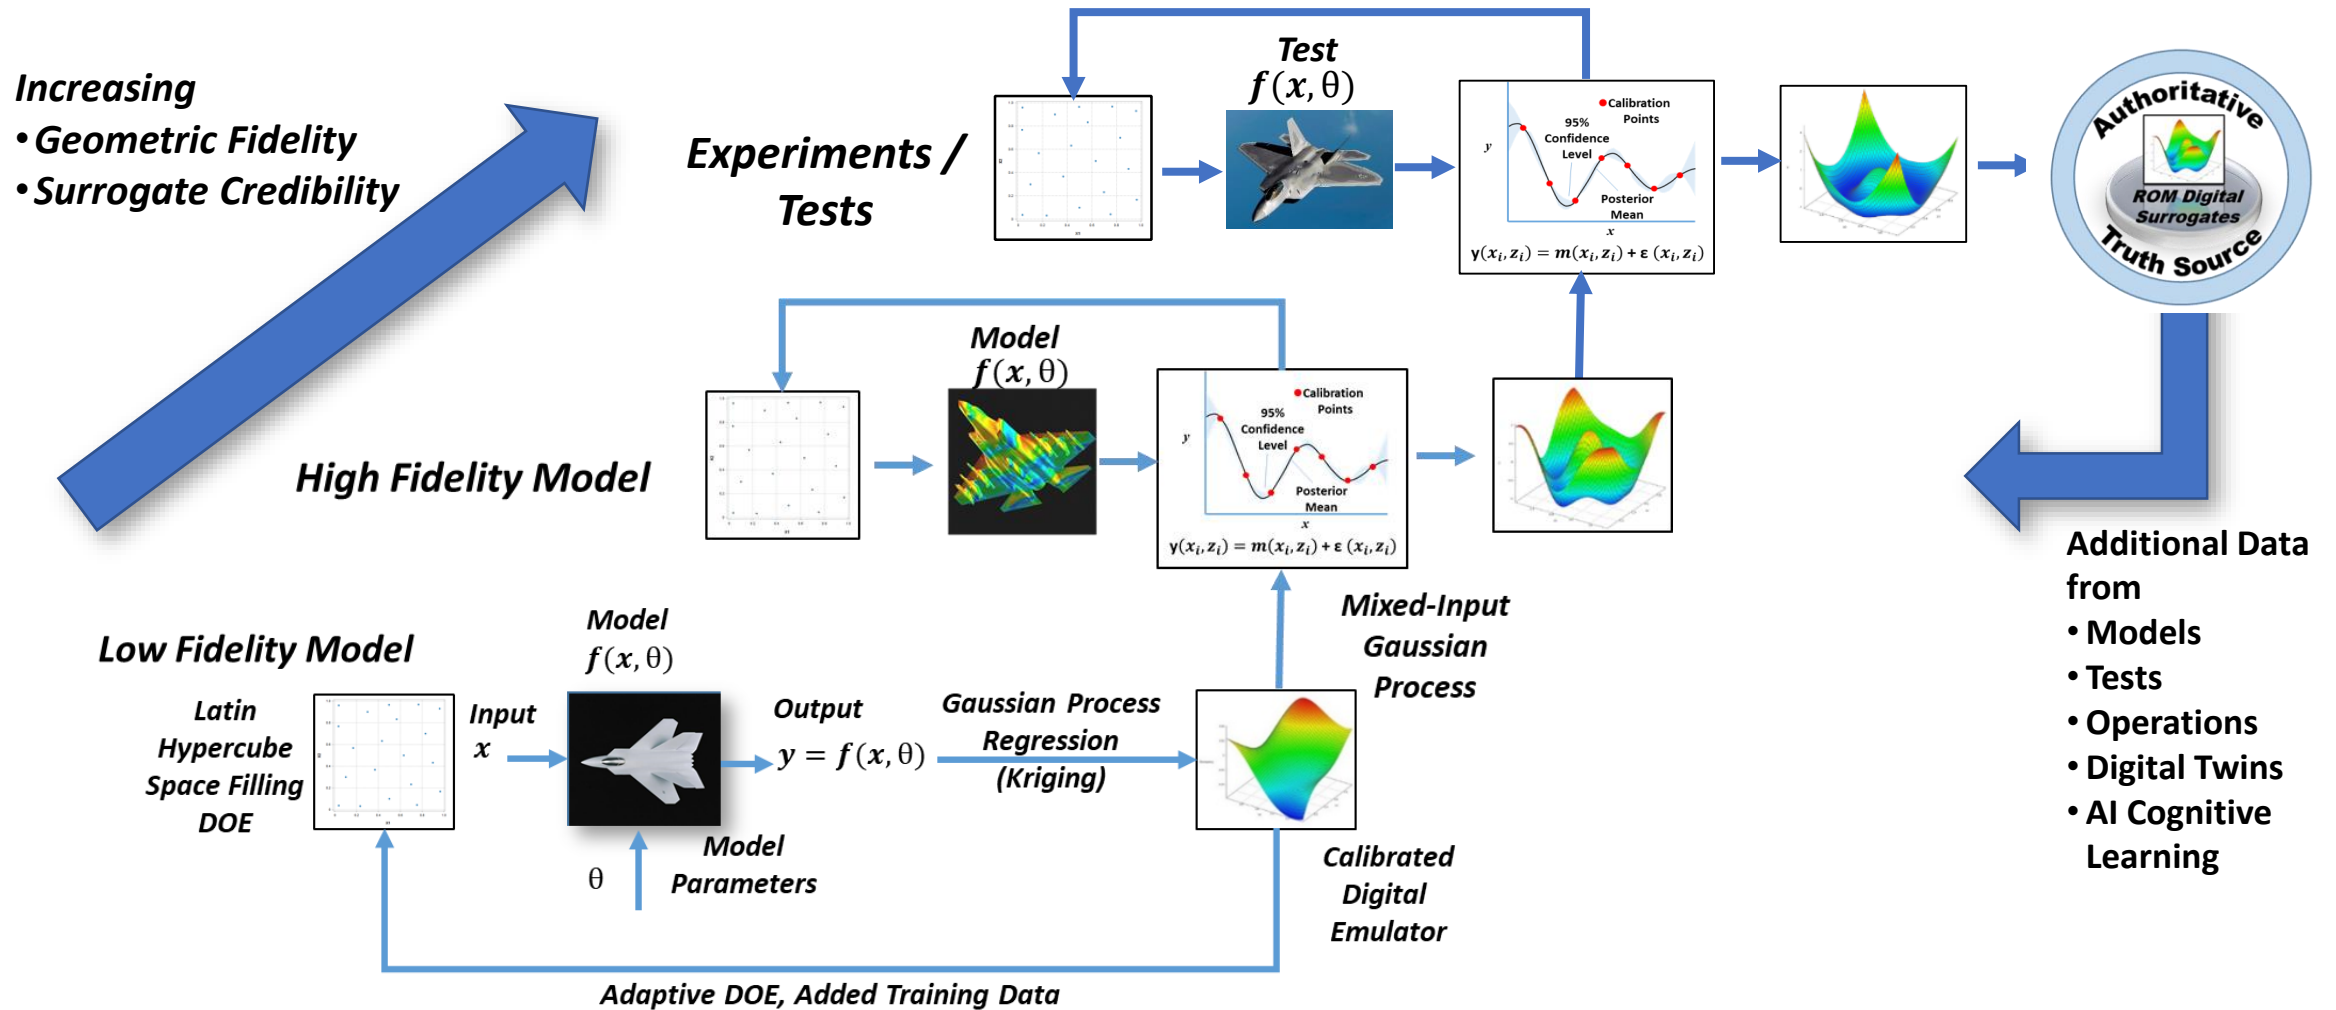 Increasing
• Geometric Fidelity
• Surrogate Credibility
Experiments /
Tests
Test
f(x, θ)
Calibration
Points
95%
Confidence
Level
y
Posterior
Mean
x
y(xᵢ, zᵢ) = m(xᵢ, zᵢ) + ε (xᵢ, zᵢ)
Authoritative
ROM Digital
Surrogates
Truth Source
High Fidelity Model
Model
f(x, θ)
Calibration
Points
95%
Confidence
Level
y
Posterior
Mean
x
y(xᵢ, zᵢ) = m(xᵢ, zᵢ) + ε (xᵢ, zᵢ)
Low Fidelity Model
Latin
Hypercube
Space Filling
DOE
Input
x
Model
f(x, θ)
θ
Model
Parameters
Output
y = f(x, θ)
Gaussian Process
Regression
(Kriging)
Mixed-Input
Gaussian
Process
Calibrated
Digital
Emulator
Adaptive DOE, Added Training Data
Additional Data
from
• Models
• Tests
• Operations
• Digital Twins
• AI Cognitive
Learning